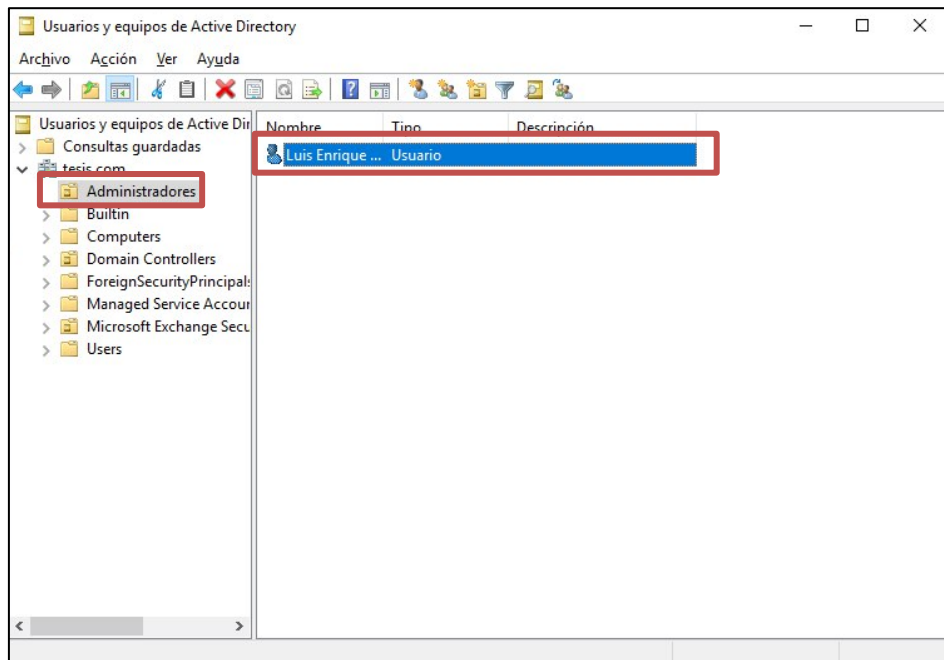 Usuarios y equipos de Active Directory
Archivo Acción Ver Ayuda
Usuarios y equipos de Active Dir
Consultas guardadas
tesis.com
Administradores
Builtin
Computers
Domain Controllers
ForeignSecurityPrincipals
Managed Service Accour
Microsoft Exchange Secu
Users
Nombre Tipo Descripción
Luis Enrique ... Usuario